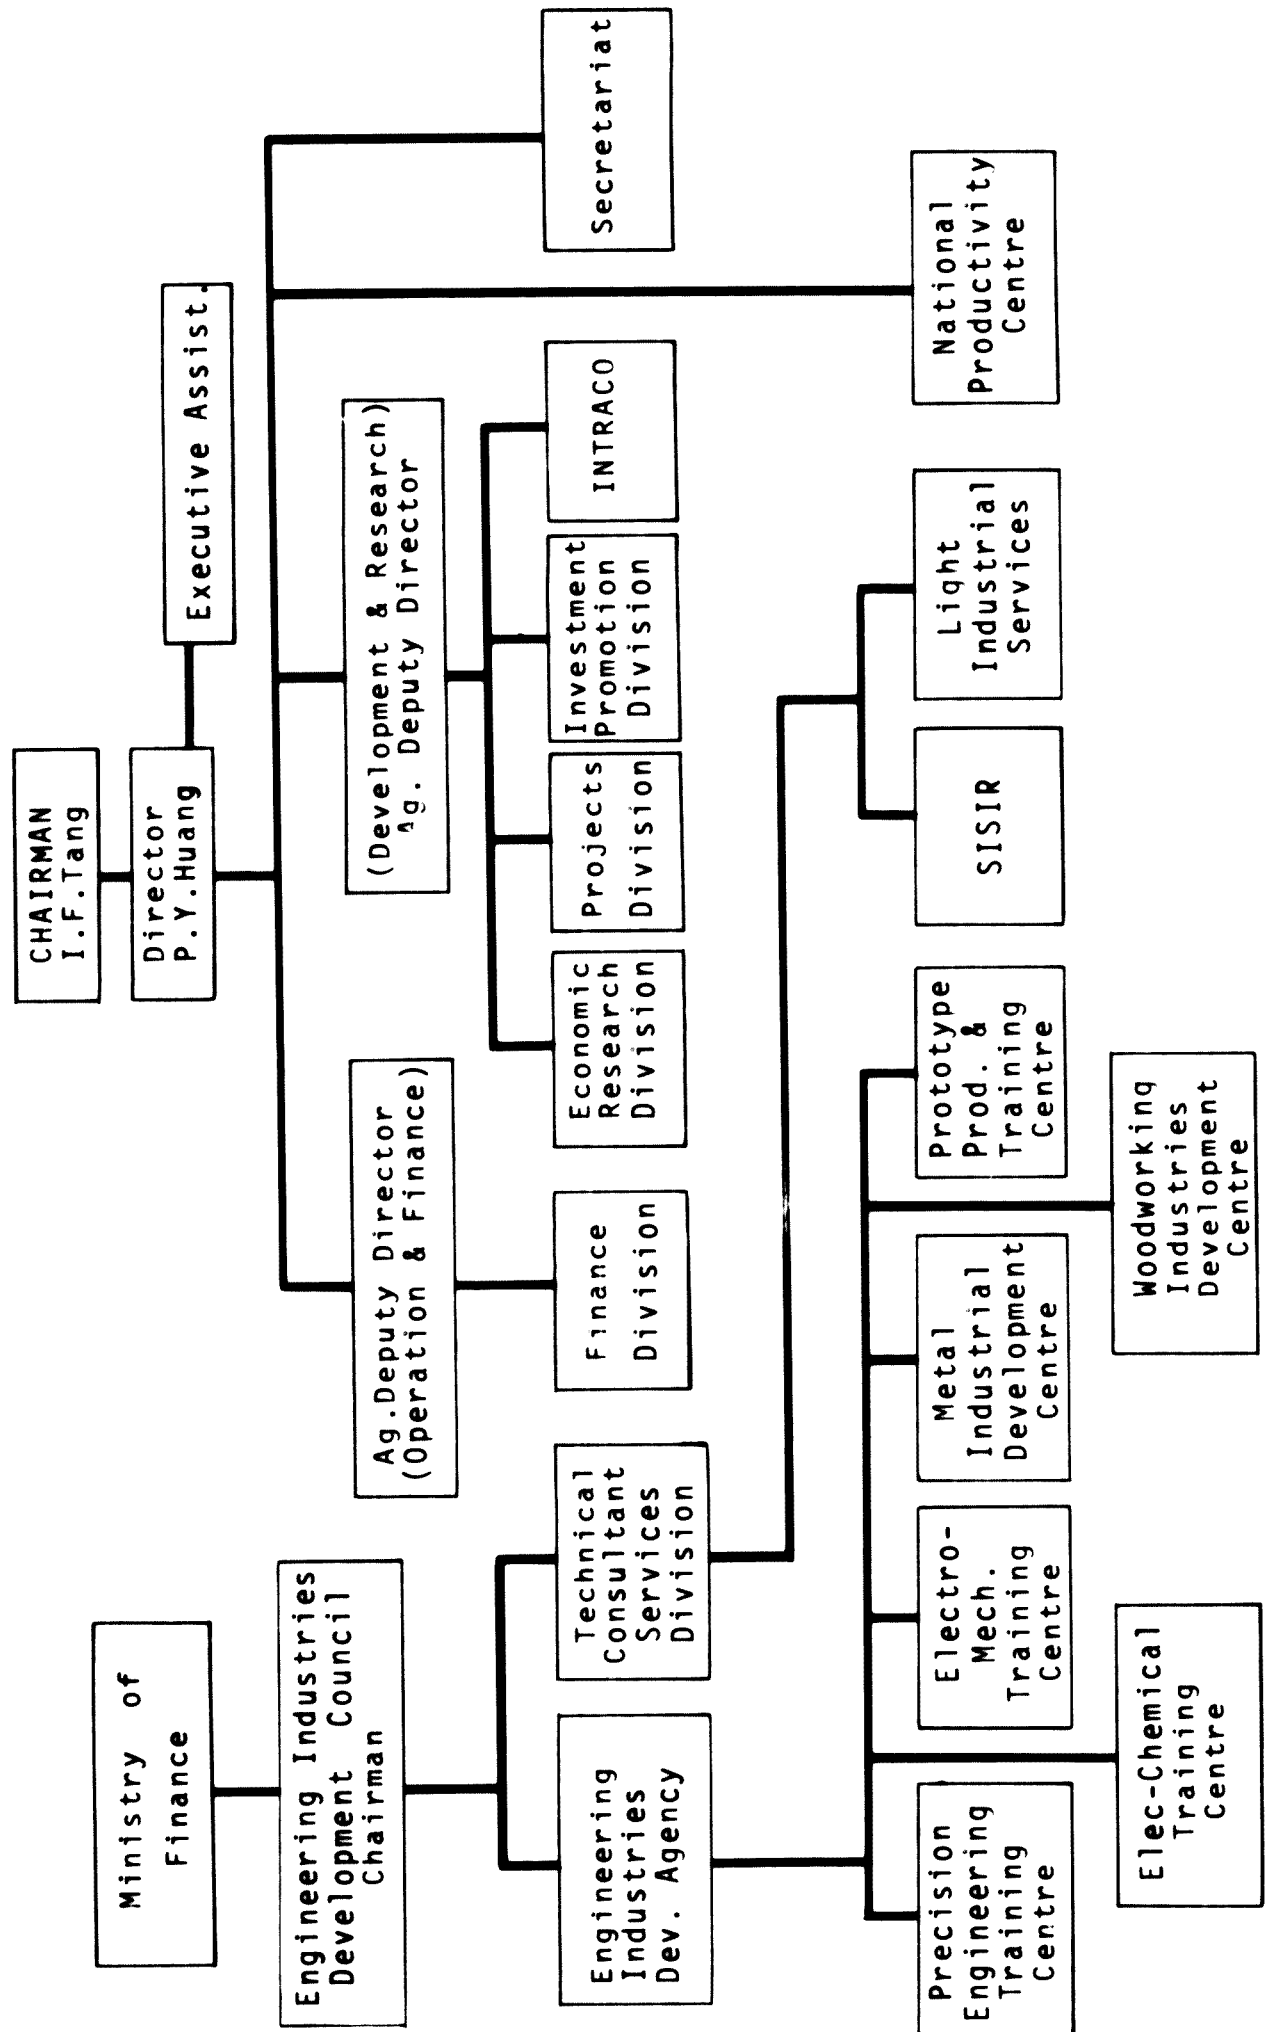 CHAIRMAN
I.F.Tang
Director
P.Y.Huang
Executive Assist.
Ministry of
Finance
Engineering Industries
Development Council
Chairman
Ag.Deputy Director
(Operation & Finance)
(Development & Research)
Ag. Deputy Director
Engineering
Industries
Dev. Agency
Technical
Consultant
Services
Division
Finance
Division
Economic
Research
Division
Projects
Division
Investment
Promotion
Division
INTRACO
Secretariat
Precision
Engineering
Training
Centre
Electro-
Mech.
Training
Centre
Metal
Industrial
Development
Centre
Prototype
Prod. &
Training
Centre
SISIR
Light
Industrial
Services
National
Productivity
Centre
Elec-Chemical
Training
Centre
Woodworking
Industries
Development
Centre